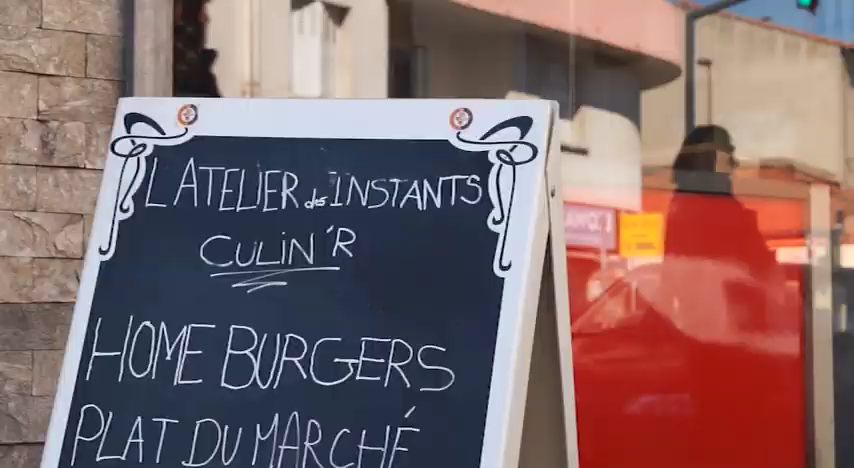 L'ATELIER des INSTANTS
CULIN'R
HOME BURGERS
PLAT DU MARCHÉ